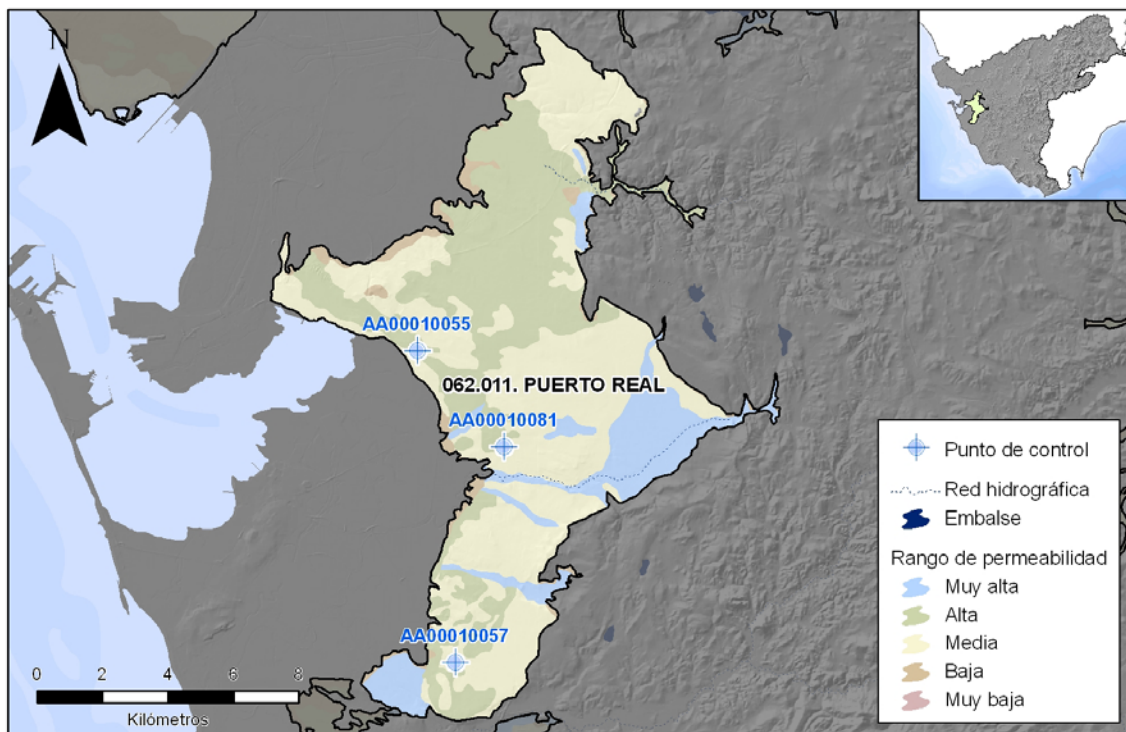 N
AA00010055
062.011. PUERTO REAL
AA00010081
AA00010057
0 2 4 6 8
Kilómetros
Punto de control
Red hidrográfica
Embalse
Rango de permeabilidad
Muy alta
Alta
Media
Baja
Muy baja